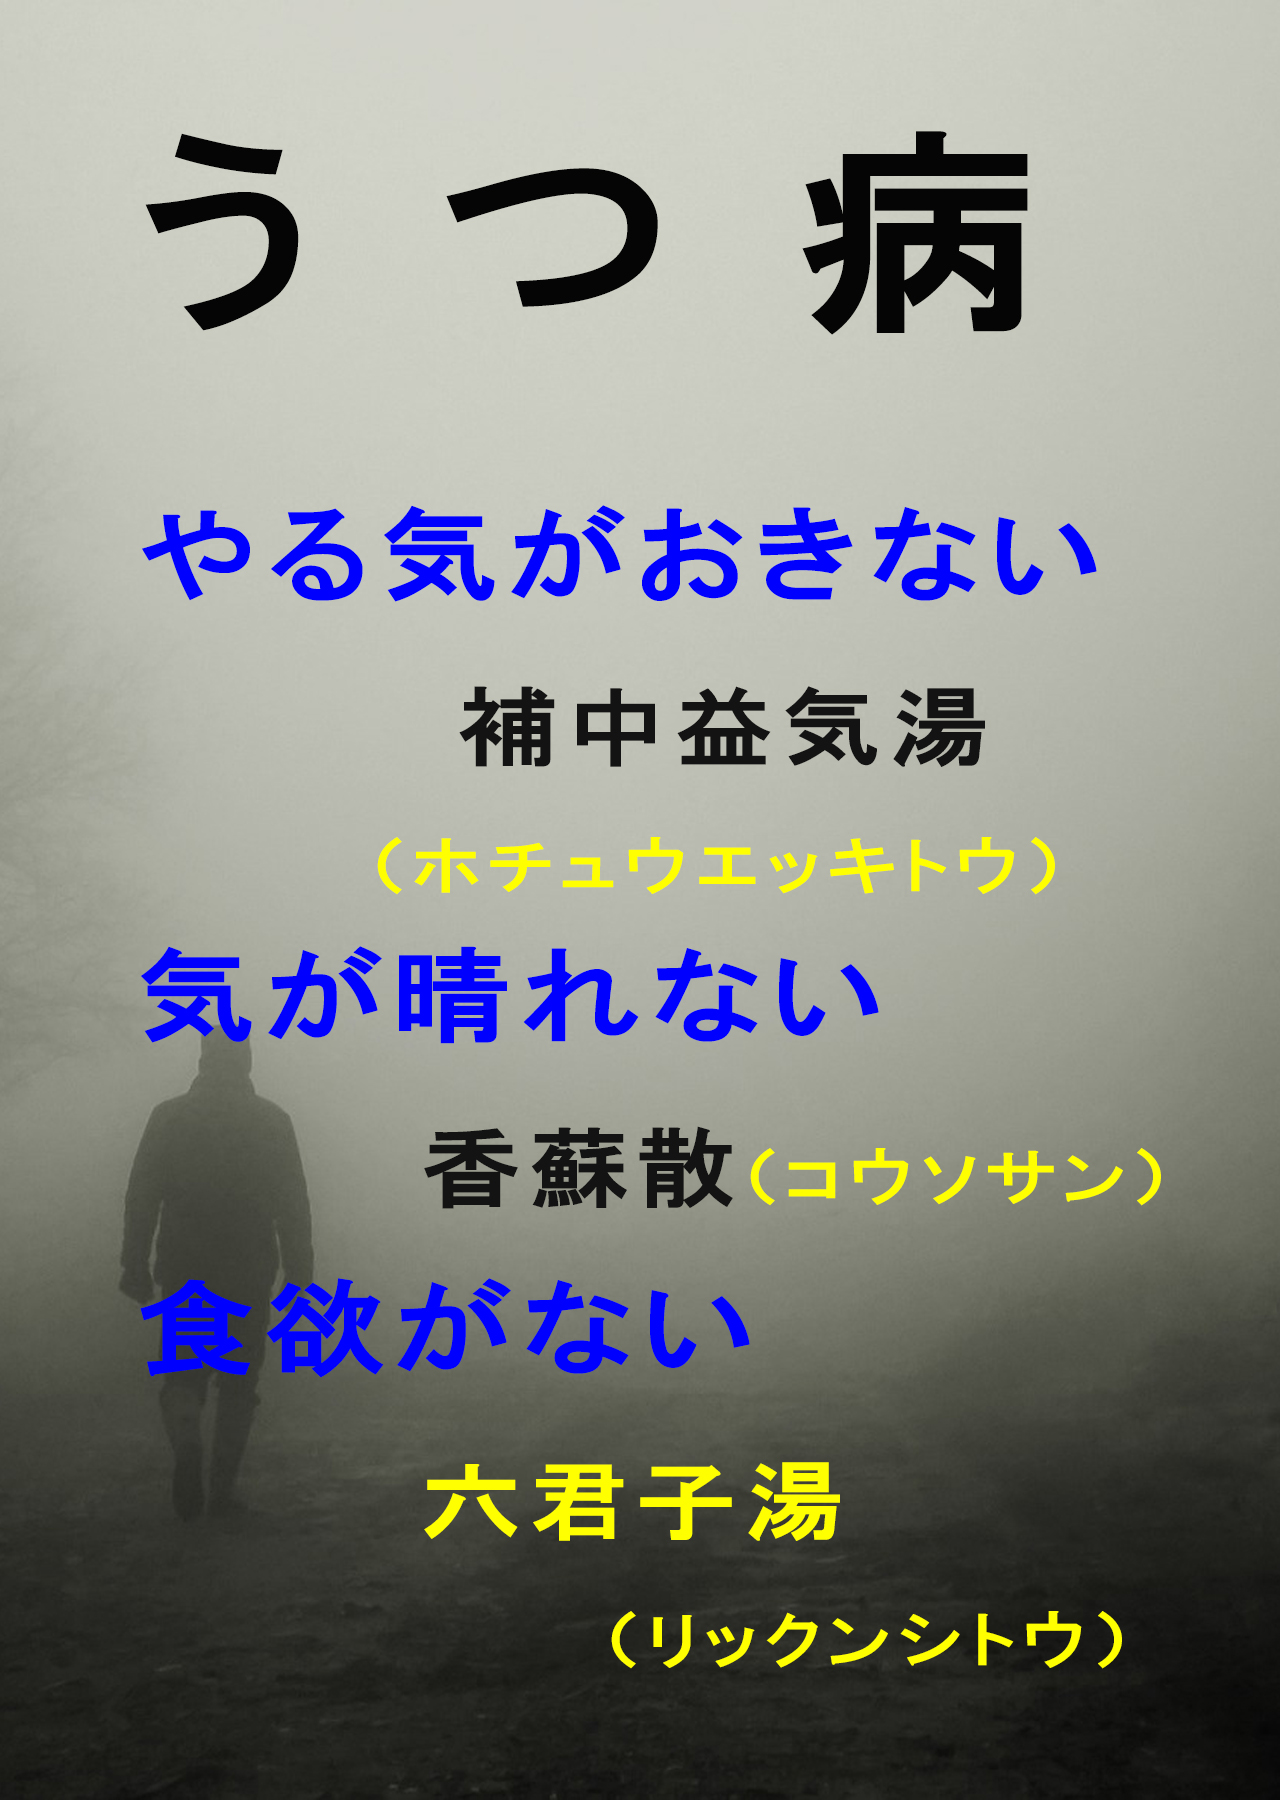 うつ病
やる気がおきない
補中益気湯
（ホチュウエッキトウ）
気が晴れない
香蘇散（コウソサン）
食欲がない
六君子湯
（リックンシトウ）